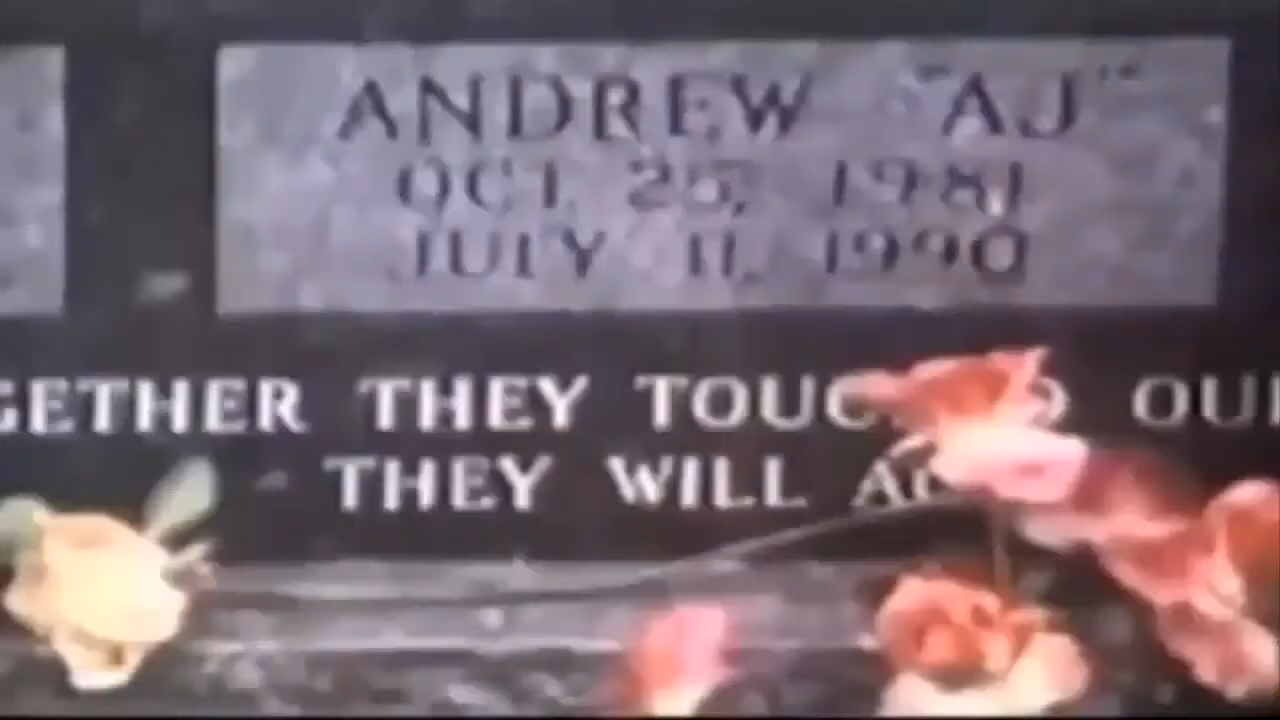 ANDREW "AJ"
OCT. 25, 1981
JULY 11, 1990
THEY
THEY WILL